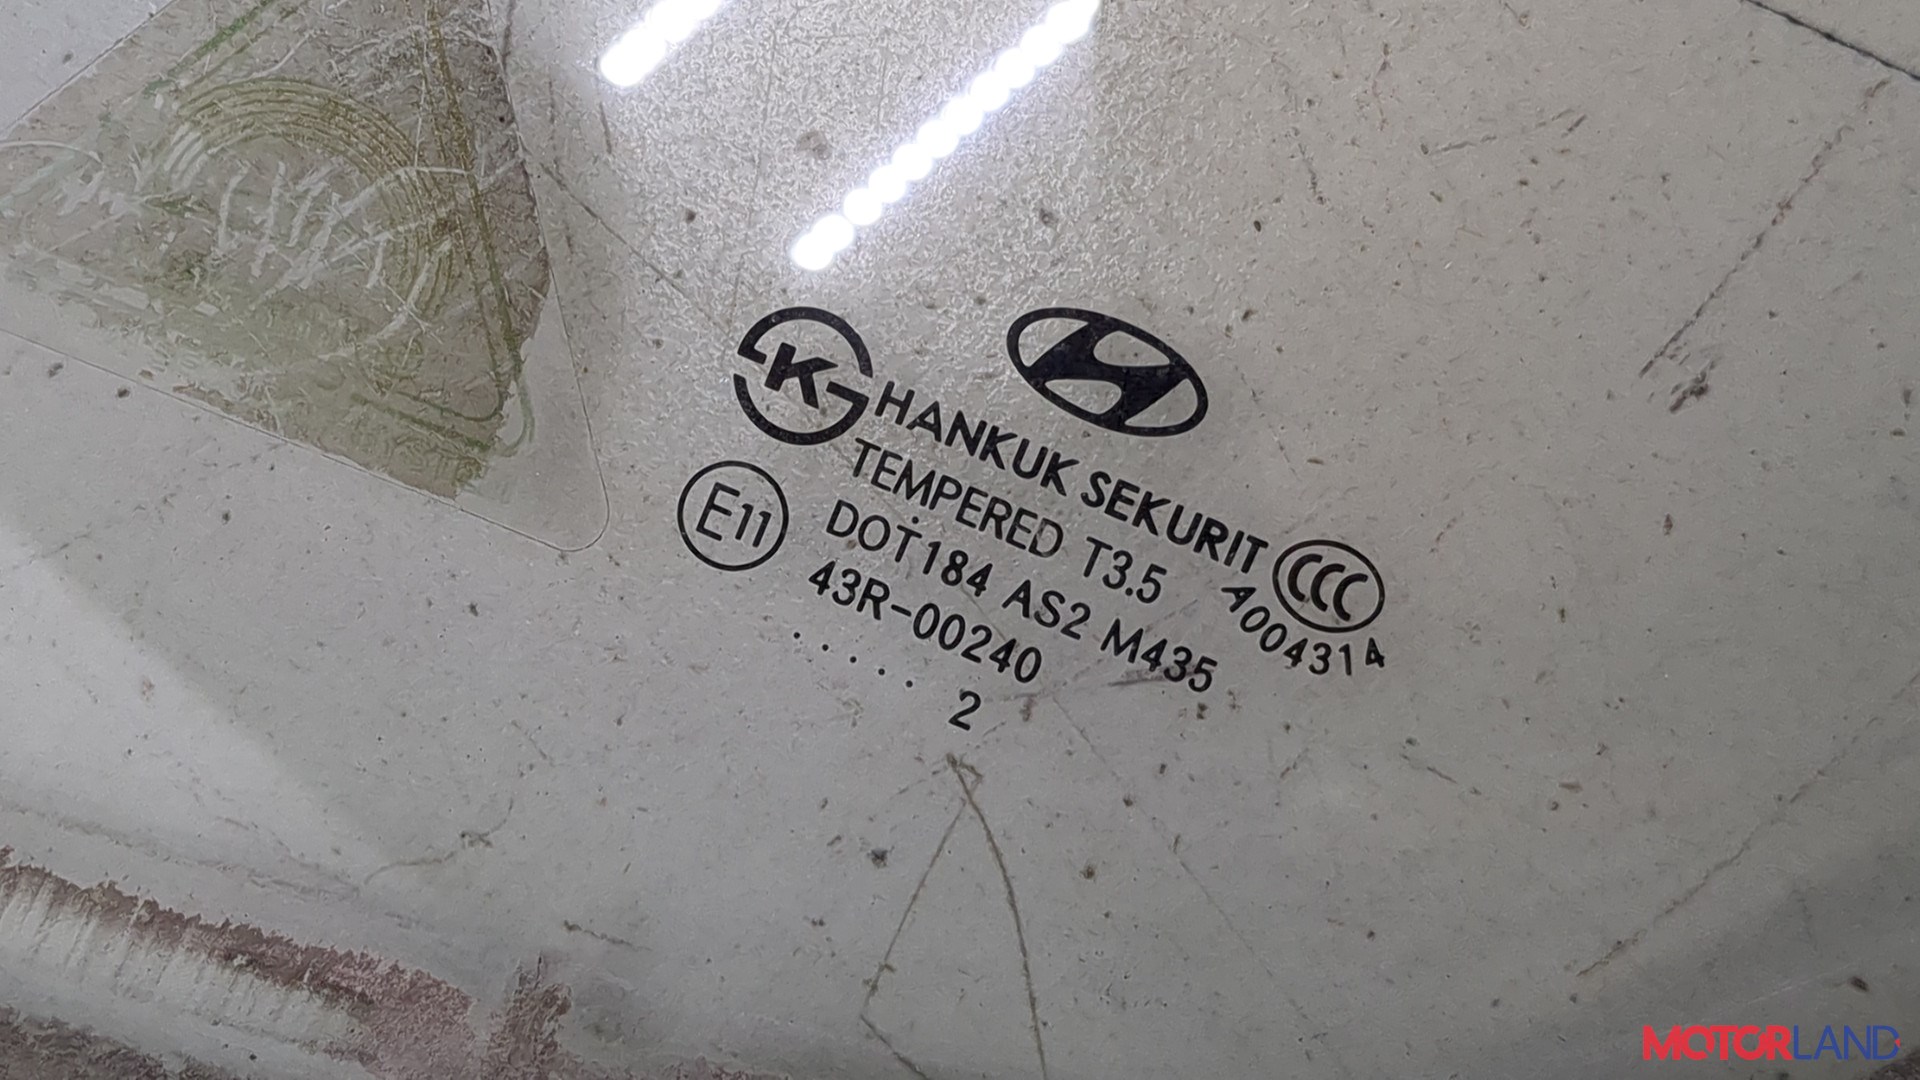 K
HANKUK SEKURIT
TEMPERED T3.5
E11
DOT184 AS2 M435
43R-00240
CCC
A004314
.... 2
MOTORLAND